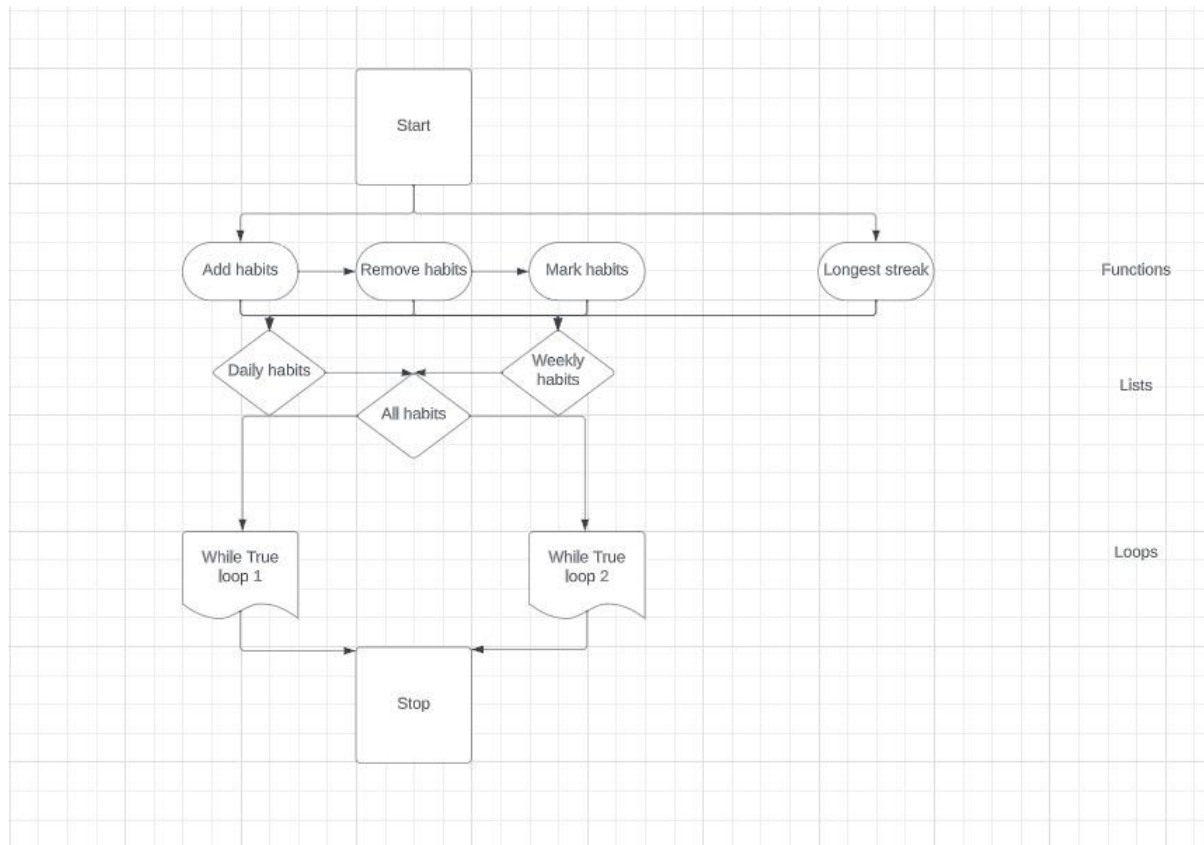 Start
Add habits
Remove habits
Mark habits
Longest streak
Functions
Daily habits
Weekly
habits
Lists
All habits
While True
loop 1
While True
loop 2
Loops
Stop